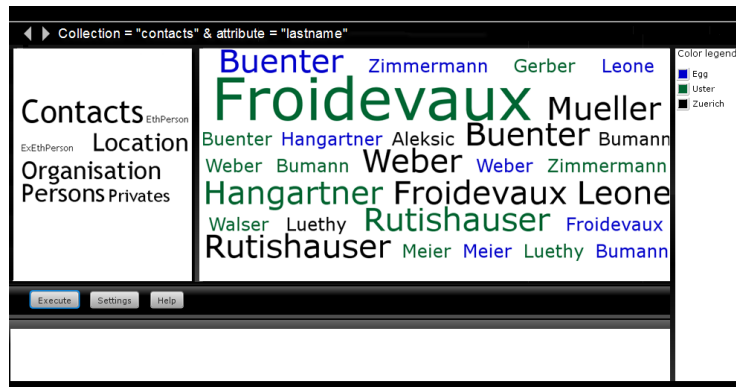 Collection = "contacts" & attribute = "lastname"
Contacts EthPerson
ExEthPerson Location
Organisation
Persons Privates
Buenter Zimmermann Gerber Leone
Froidevaux Mueller
Buenter Hangartner Aleksic Buenter Bumann
Weber Bumann Weber Weber Zimmermann
Hangartner Froidevaux Leone
Walser Luethy Rutishauser Froidevaux
Rutishauser Meier Meier Luethy Bumann
Color legend
Egg
Uster
Zuerich
Execute Settings Help